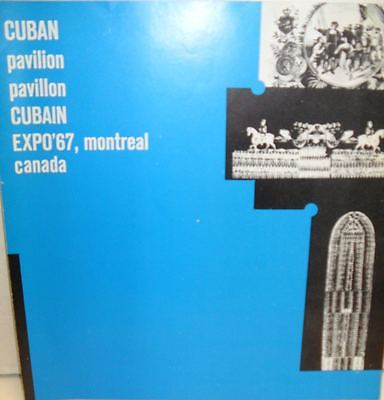 CUBAN
pavilion
pavillon
CUBAIN
EXPO'67, montreal
canada